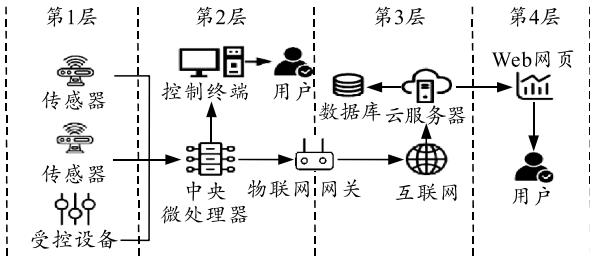 第1层
第2层
第3层
第4层
传感器
传感器
受控设备
控制终端
用户
中央
微处理器
物联网
网关
数据库
云服务器
互联网
Web网页
用户